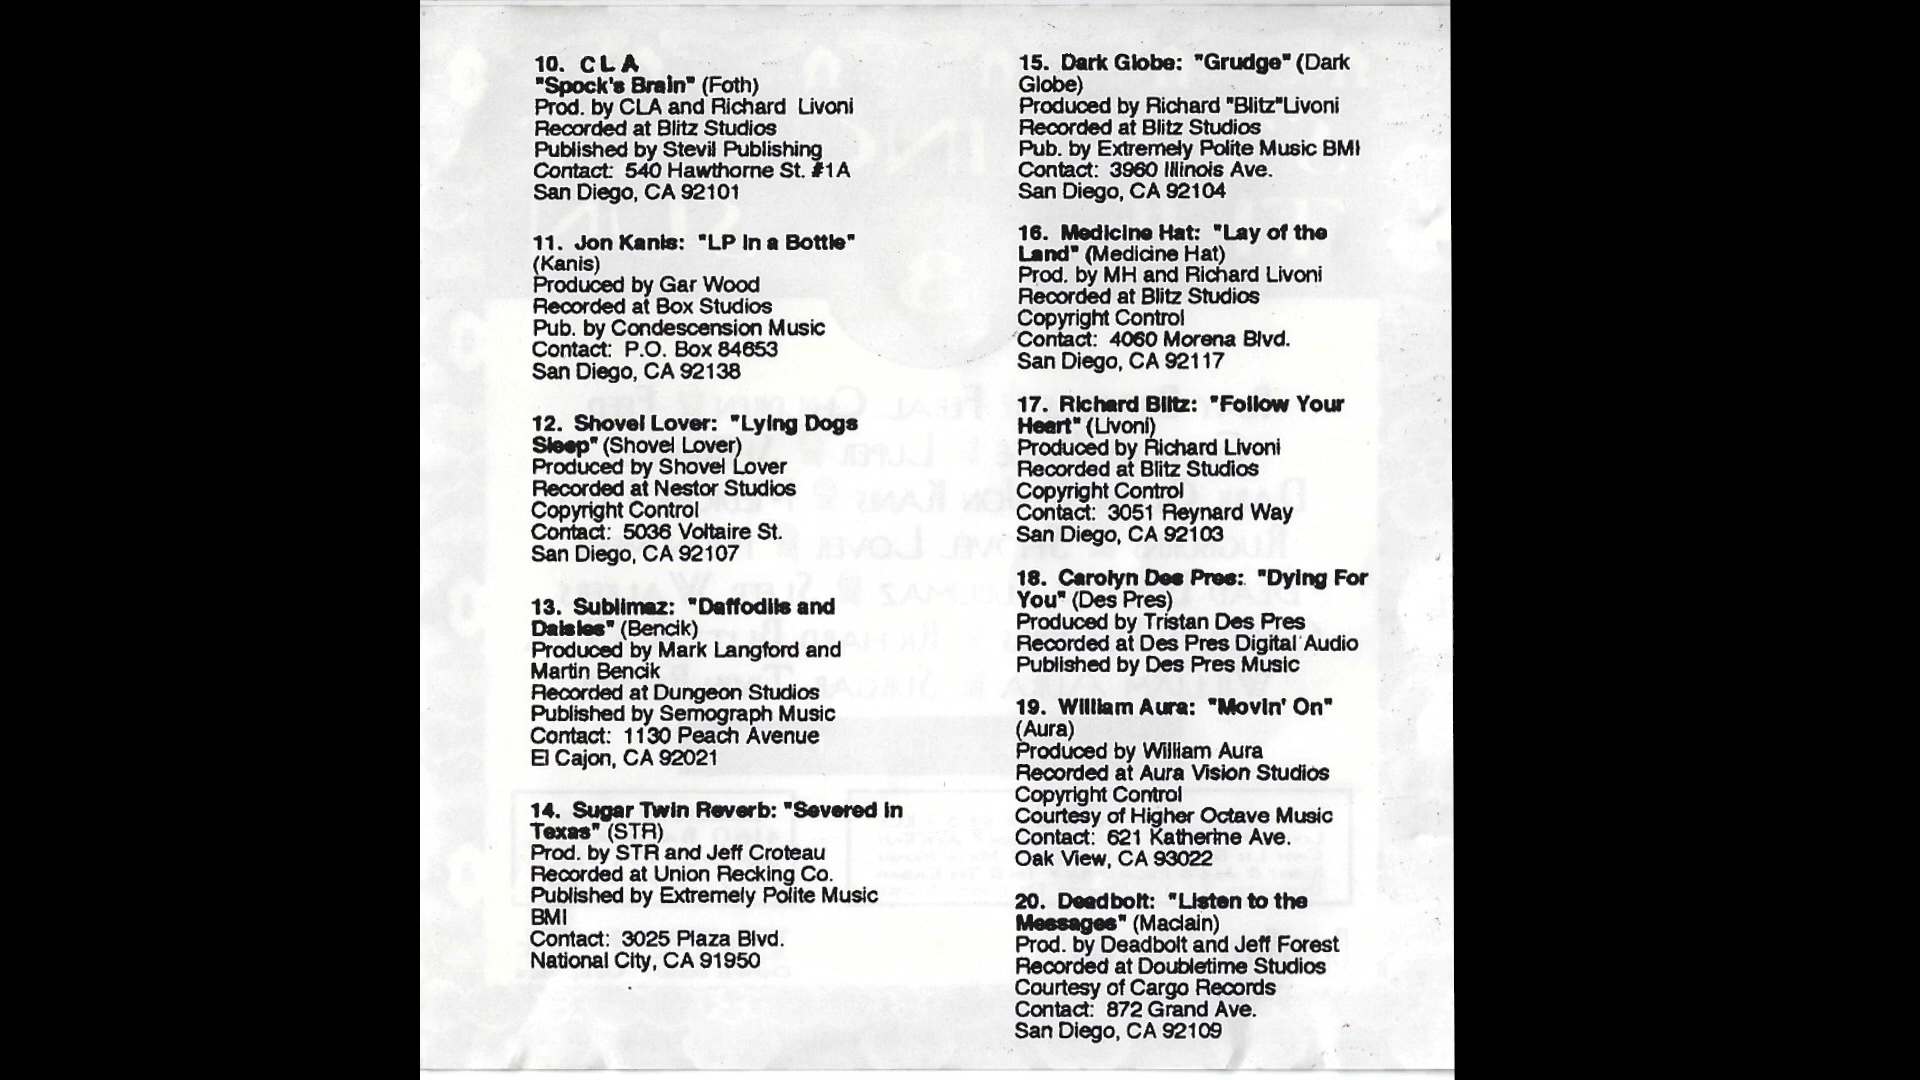 10. C L A
"Spock's Brain" (Foth)
Prod. by CLA and Richard Livoni
Recorded at Blitz Studios
Published by Stevil Publishing
Contact: 540 Hawthorne St. #1A
San Diego, CA 92101
11. Jon Kanis: "LP in a Bottle"
(Kanis)
Produced by Gar Wood
Recorded at Box Studios
Pub. by Condescension Music
Contact: P.O. Box 84653
San Diego, CA 92138
12. Shovel Lover: "Lying Dogs
Sleep" (Shovel Lover)
Produced by Shovel Lover
Recorded at Nestor Studios
Copyright Control
Contact: 5036 Voltaire St.
San Diego, CA 92107
13. Sublimaz: "Daffodils and
Daisies" (Bencik)
Produced by Mark Langford and
Martin Bencik
Recorded at Dungeon Studios
Published by Semograph Music
Contact: 1130 Peach Avenue
El Cajon, CA 92021
14. Sugar Twin Reverb: "Severed in
Texas" (STR)
Prod. by STR and Jeff Croteau
Recorded at Union Recking Co.
Published by Extremely Polite Music
BMI
Contact: 3025 Plaza Blvd.
National City, CA 91950
15. Dark Globe: "Grudge" (Dark
Globe)
Produced by Richard "Blitz"Livoni
Recorded at Blitz Studios
Pub. by Extremely Polite Music BMI
Contact: 3960 Illinois Ave.
San Diego, CA 92104
16. Medicine Hat: "Lay of the
Land" (Medicine Hat)
Prod. by MH and Richard Livoni
Recorded at Blitz Studios
Copyright Control
Contact: 4060 Morena Blvd.
San Diego, CA 92117
17. Richard Blitz: "Follow Your
Heart" (Livoni)
Produced by Richard Livoni
Recorded at Blitz Studios
Copyright Control
Contact: 3051 Reynard Way
San Diego, CA 92103
18. Carolyn Des Pres: "Dying For
You" (Des Pres)
Produced by Tristan Des Pres
Recorded at Des Pres Digital Audio
Published by Des Pres Music
19. William Aura: "Movin' On"
(Aura)
Produced by William Aura
Recorded at Aura Vision Studios
Copyright Control
Courtesy of Higher Octave Music
Contact: 621 Katherine Ave.
Oak View, CA 93022
20. Deadbolt: "Listen to the
Messages" (Maclain)
Prod. by Deadbolt and Jeff Forest
Recorded at Doubletime Studios
Courtesy of Cargo Records
Contact: 872 Grand Ave.
San Diego, CA 92109